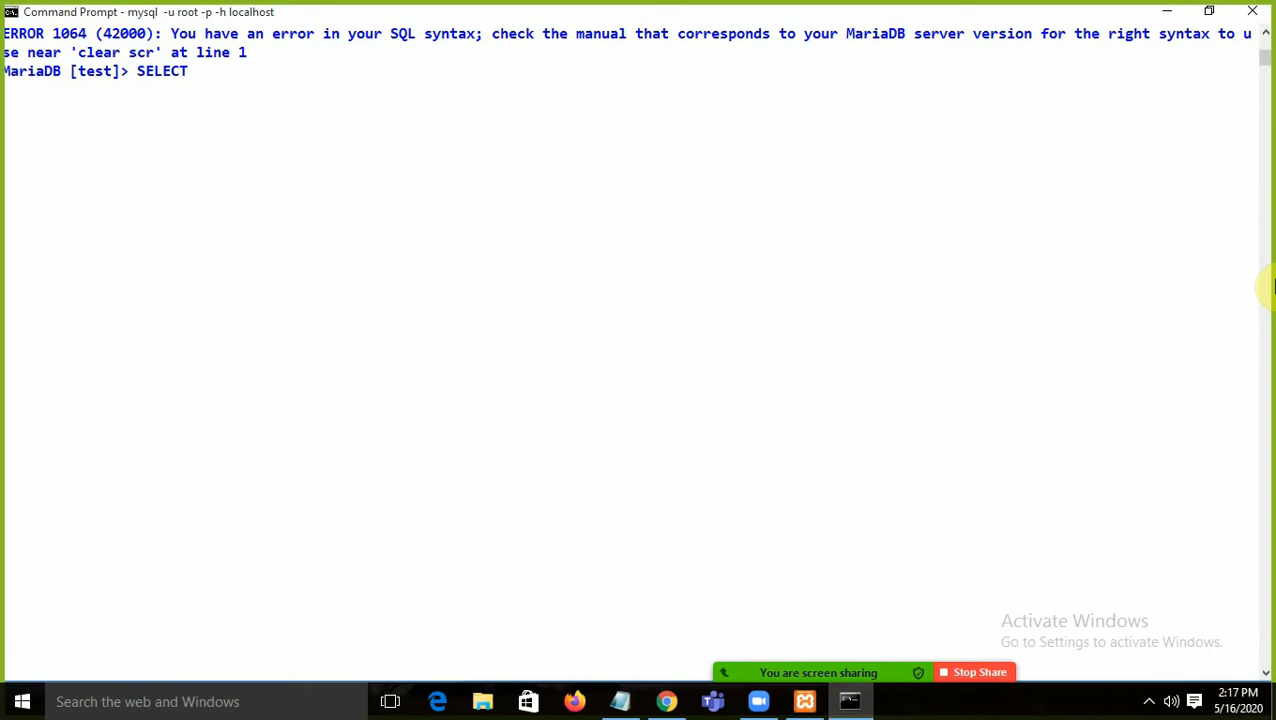 Command Prompt - mysql -u root -p -h localhost
ERROR 1064 (42000): You have an error in your SQL syntax; check the manual that corresponds to your MariaDB server version for the right syntax to u
se near 'clear scr' at line 1
MariaDB [test]> SELECT
Activate Windows
Go to Settings to activate Windows.
You are screen sharing
Stop Share
Search the web and Windows
2:17 PM
5/16/2020